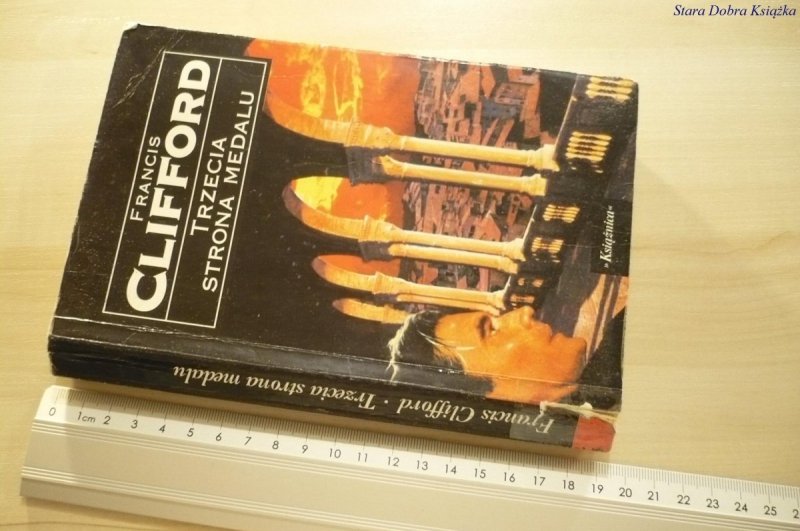 Stara Dobra Książka
FRANCIS
CLIFFORD
TRZECIA
STRONA MEDALU
»Książnica«
Francis Clifford · Trzecia strona medalu
0 1cm 2 3 4 5 6 7 8 9 10 11 12 13 14 15 16 17 18 19 20 21 22 23 24 25